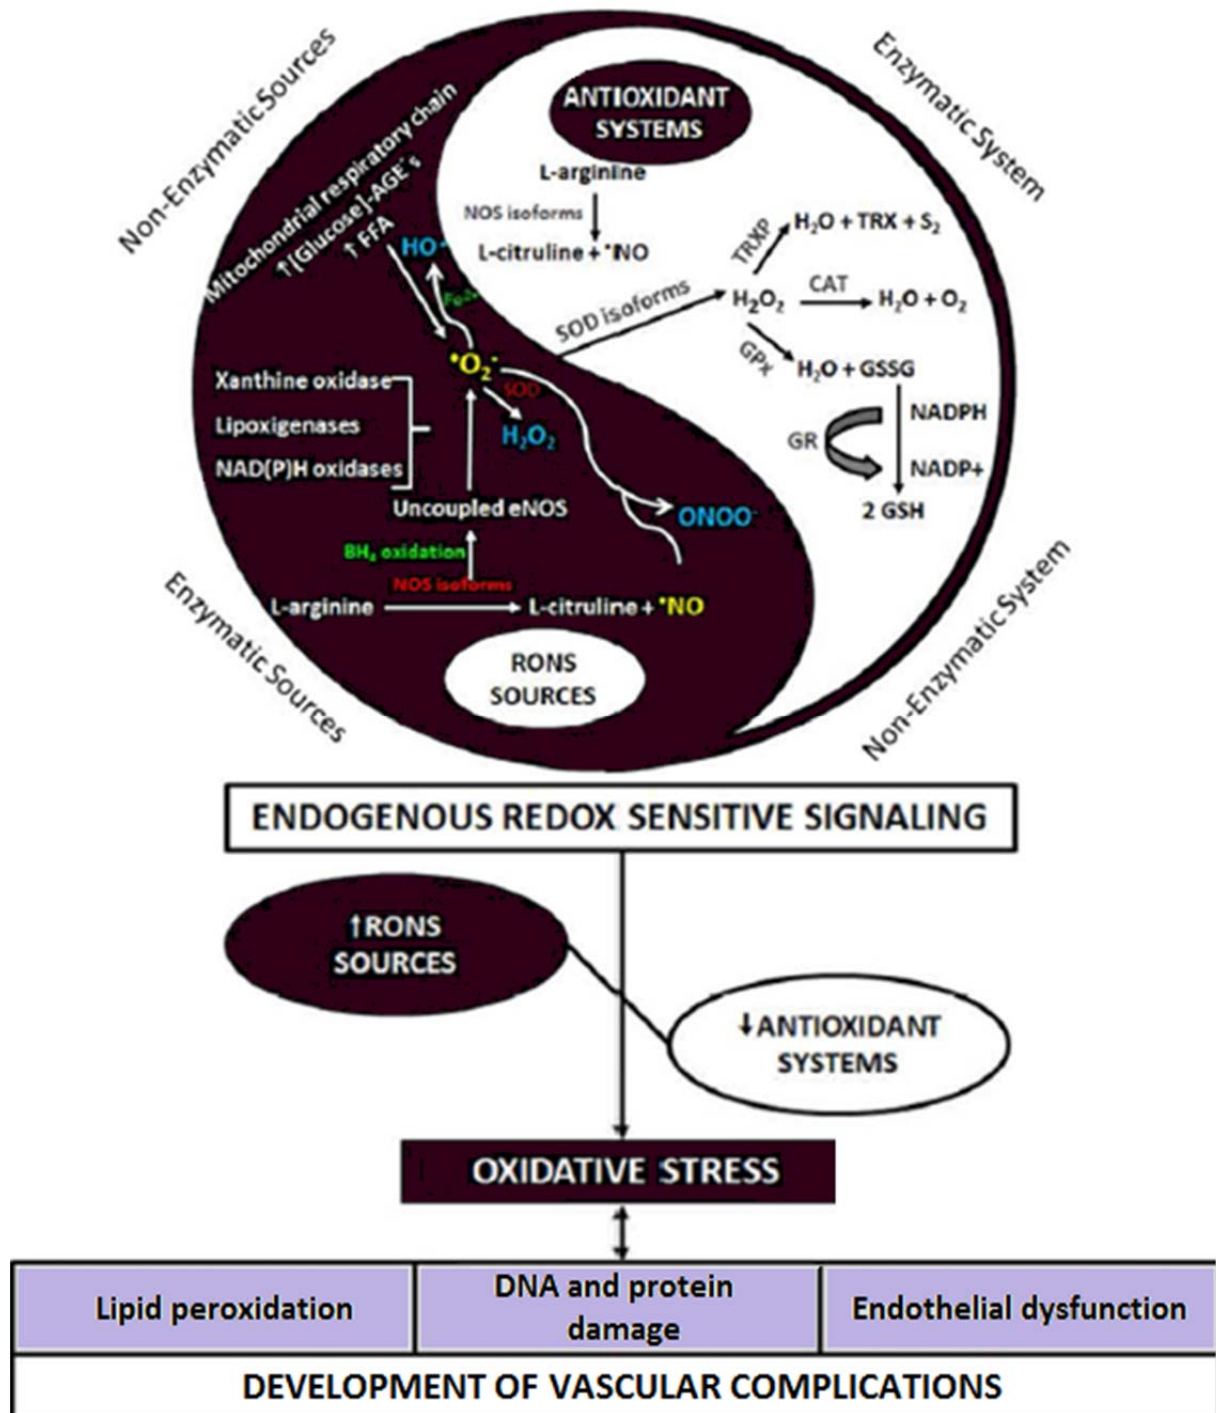 Non-Enzymatic Sources
Enzymatic System
Mitochondrial respiratory chain
↑[Glucose]-AGE´s
↑ FFA
HO·
•O₂⁻
SOD
H₂O₂
Xanthine oxidase
Lipoxigenases
NAD(P)H oxidases
Uncoupled eNOS
BH₄ oxidation
NOS isoforms
L-arginine
L-citruline + •NO
ONOO⁻
RONS
SOURCES
Enzymatic Sources
ANTIOXIDANT
SYSTEMS
L-arginine
NOS isoforms
L-citruline + •NO
SOD isoforms
H₂O₂
TRXP
H₂O + TRX + S₂
CAT
H₂O + O₂
GPx
H₂O + GSSG
NADPH
GR
NADP+
2 GSH
Non-Enzymatic System
ENDOGENOUS REDOX SENSITIVE SIGNALING
↑RONS
SOURCES
↓ANTIOXIDANT
SYSTEMS
OXIDATIVE STRESS
Lipid peroxidation
DNA and protein
damage
Endothelial dysfunction
DEVELOPMENT OF VASCULAR COMPLICATIONS